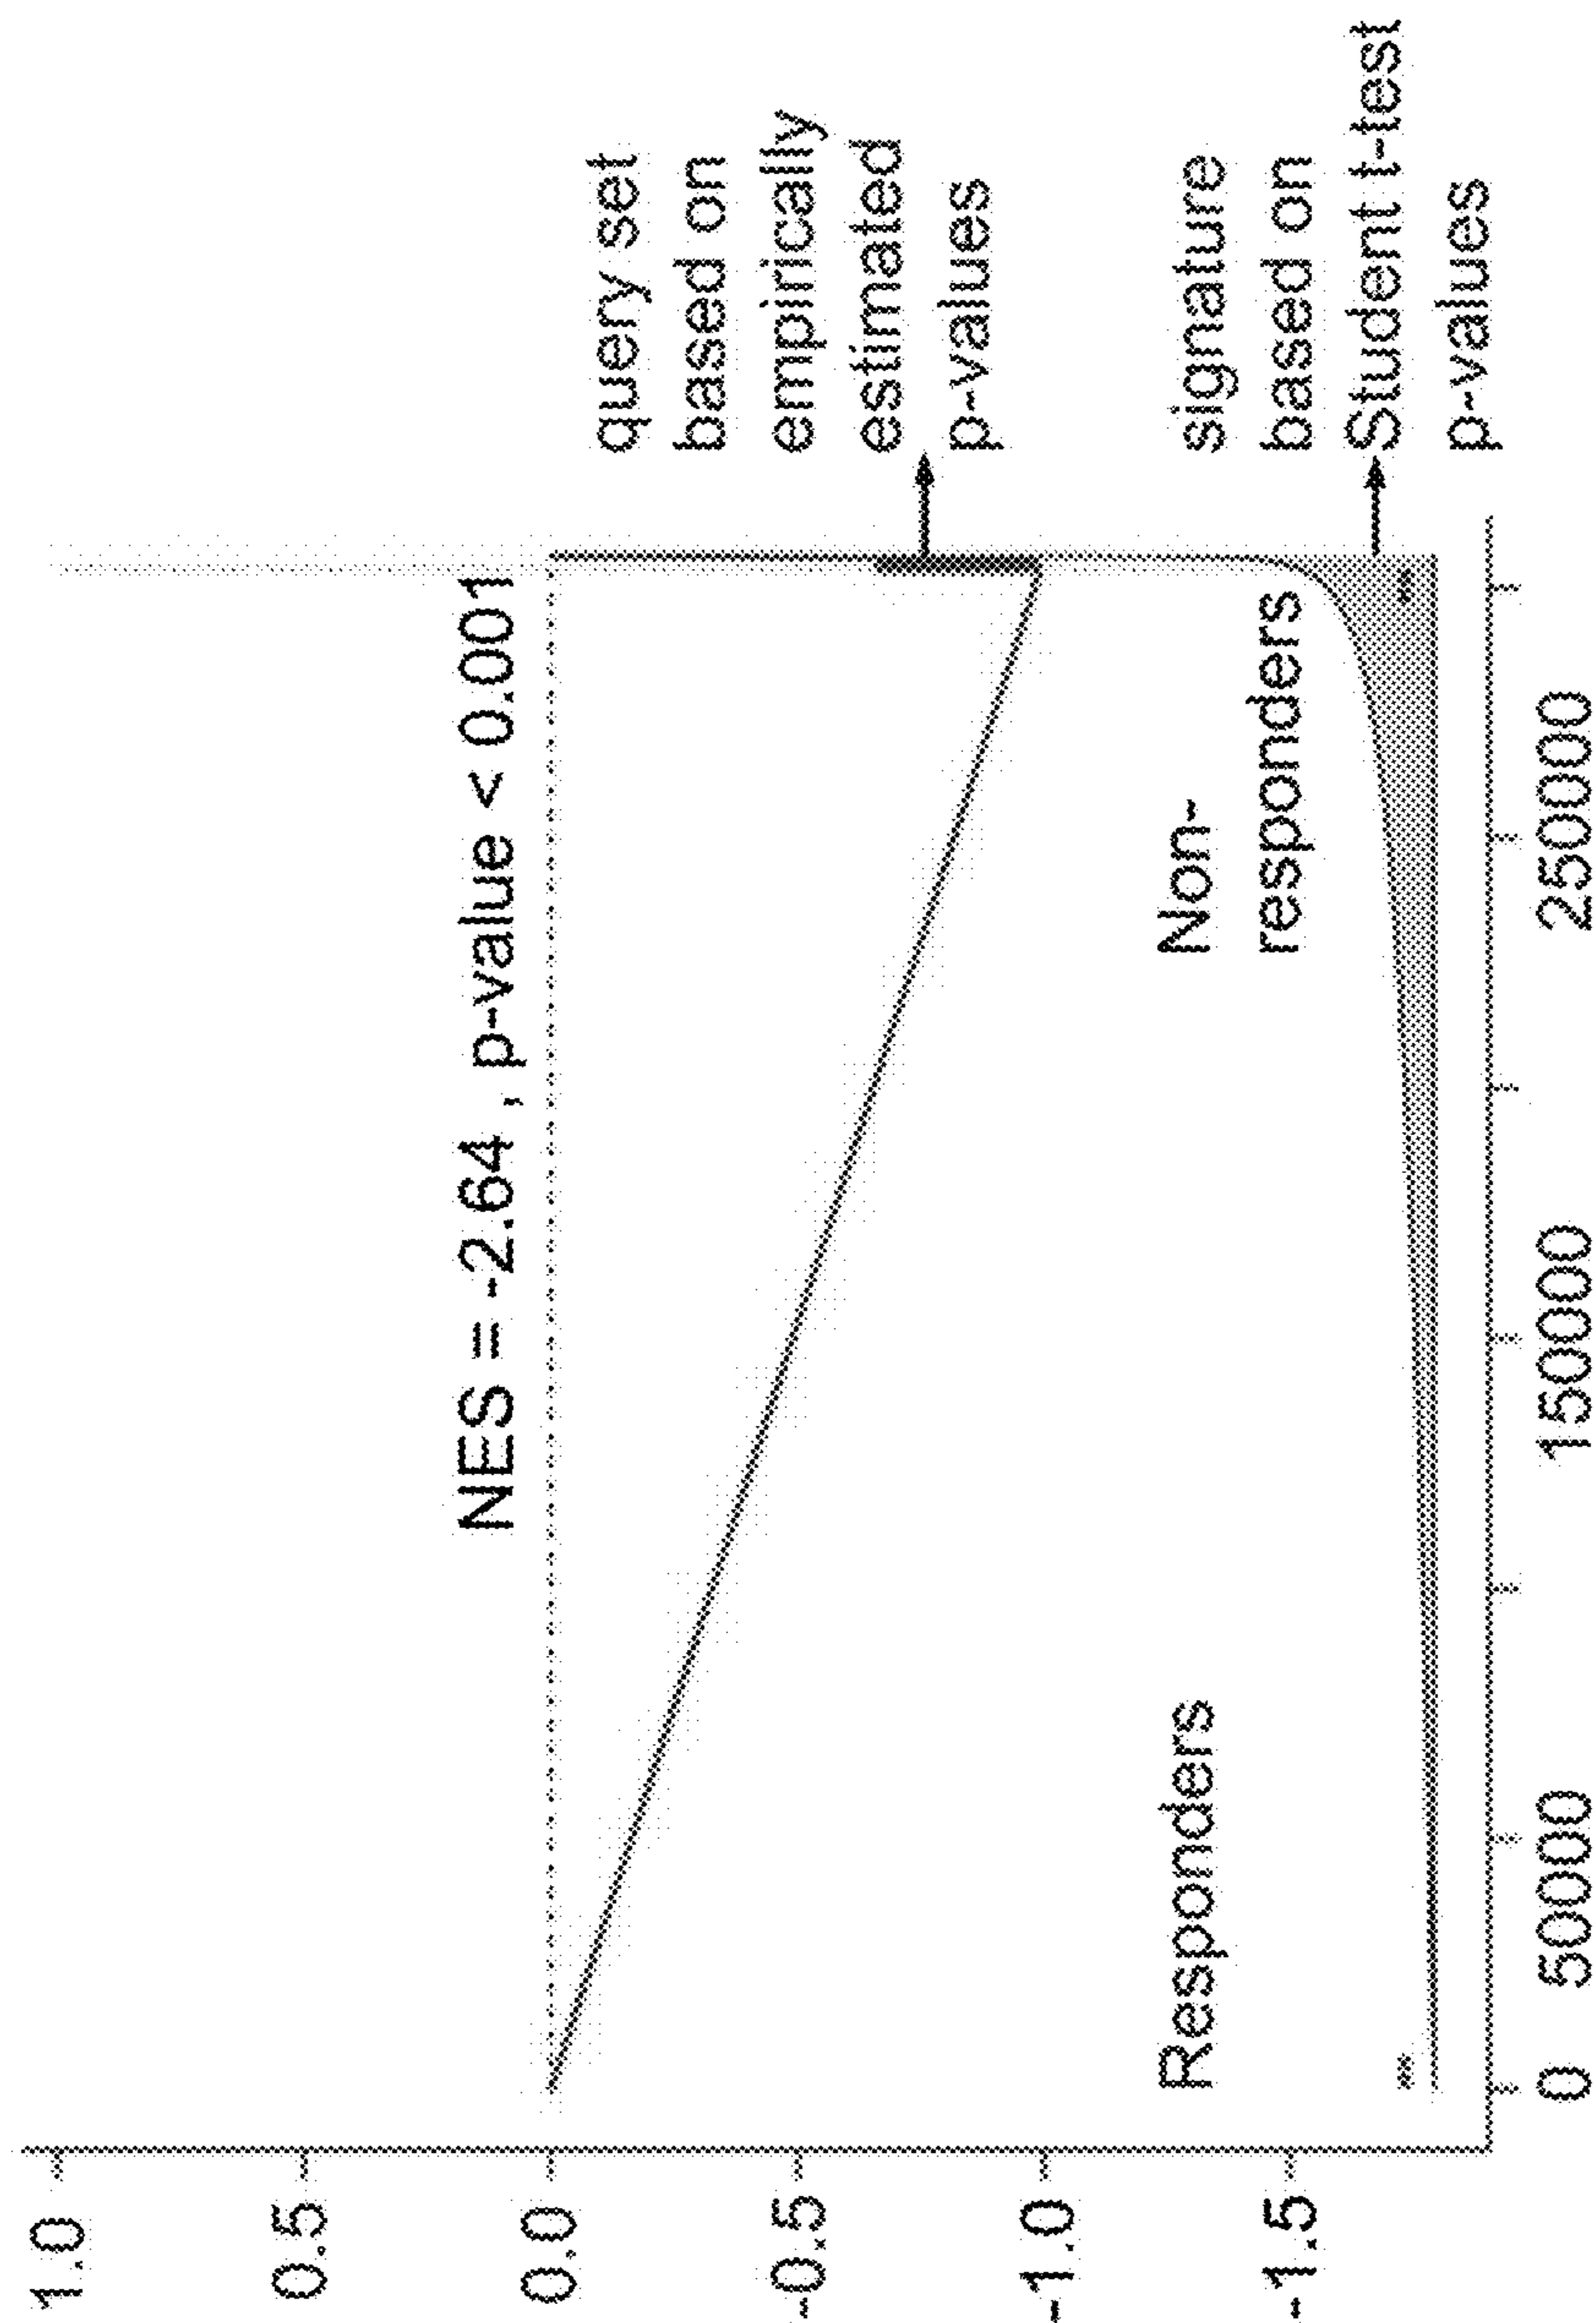 NES = -2.64 , p-value < 0.001
1.0
0.5
0.0
-0.5
-1.0
-1.5
query set
based on
empirically
estimated
p-values
Responders
Non-
responders
signature
based on
Student t-test
p-values
0
50000
150000
250000